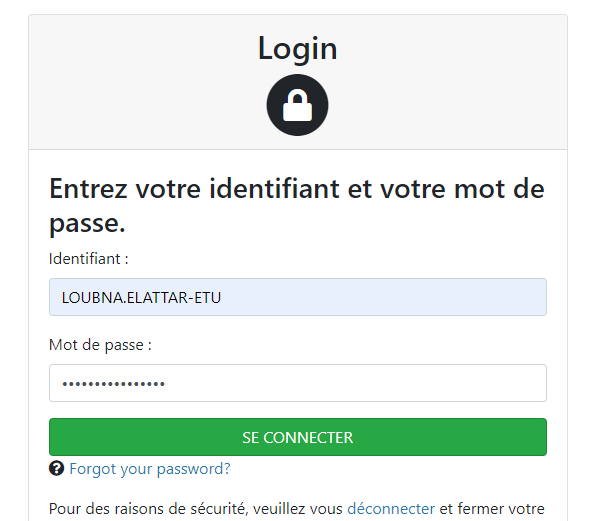 Login
Entrez votre identifiant et votre mot de
passe.
Identifiant :
LOUBNA.ELATTAR-ETU
Mot de passe :
••••••••••••••••
SE CONNECTER
Forgot your password?
Pour des raisons de sécurité, veuillez vous déconnecter et fermer votre